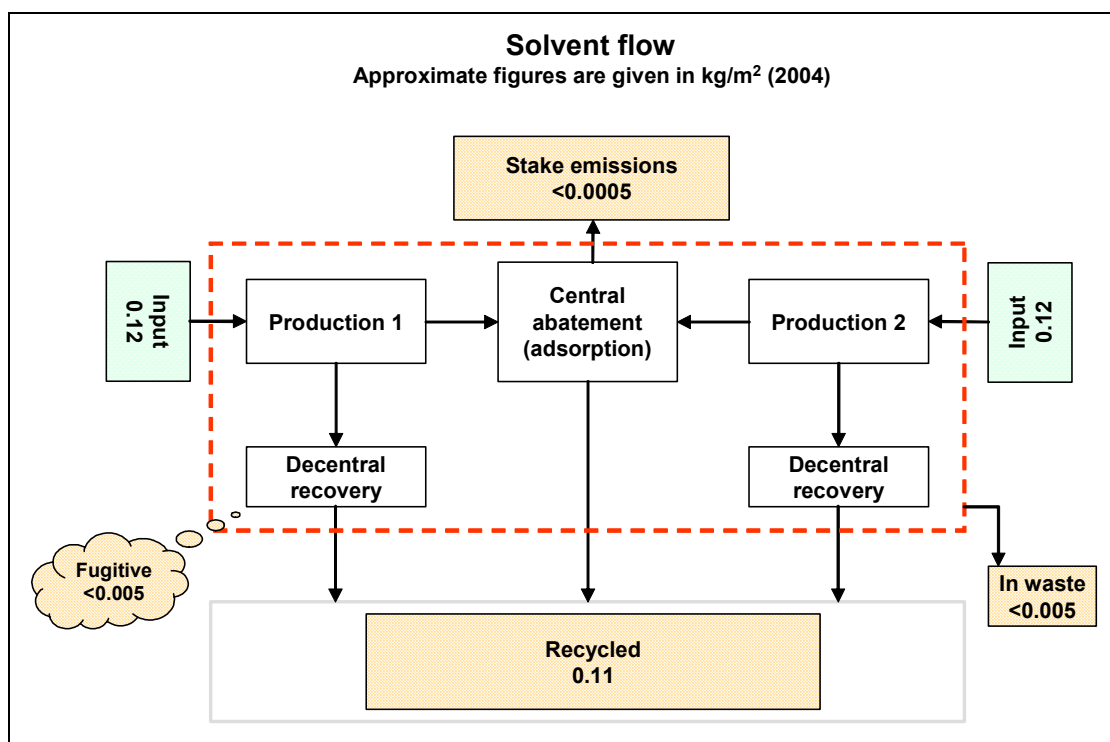 Solvent flow
Approximate figures are given in kg/m² (2004)
Stake emissions
<0.0005
Input
0.12
Production 1
Central
abatement
(adsorption)
Production 2
Input
0.12
Decentral
recovery
Decentral
recovery
Fugitive
<0.005
In waste
<0.005
Recycled
0.11